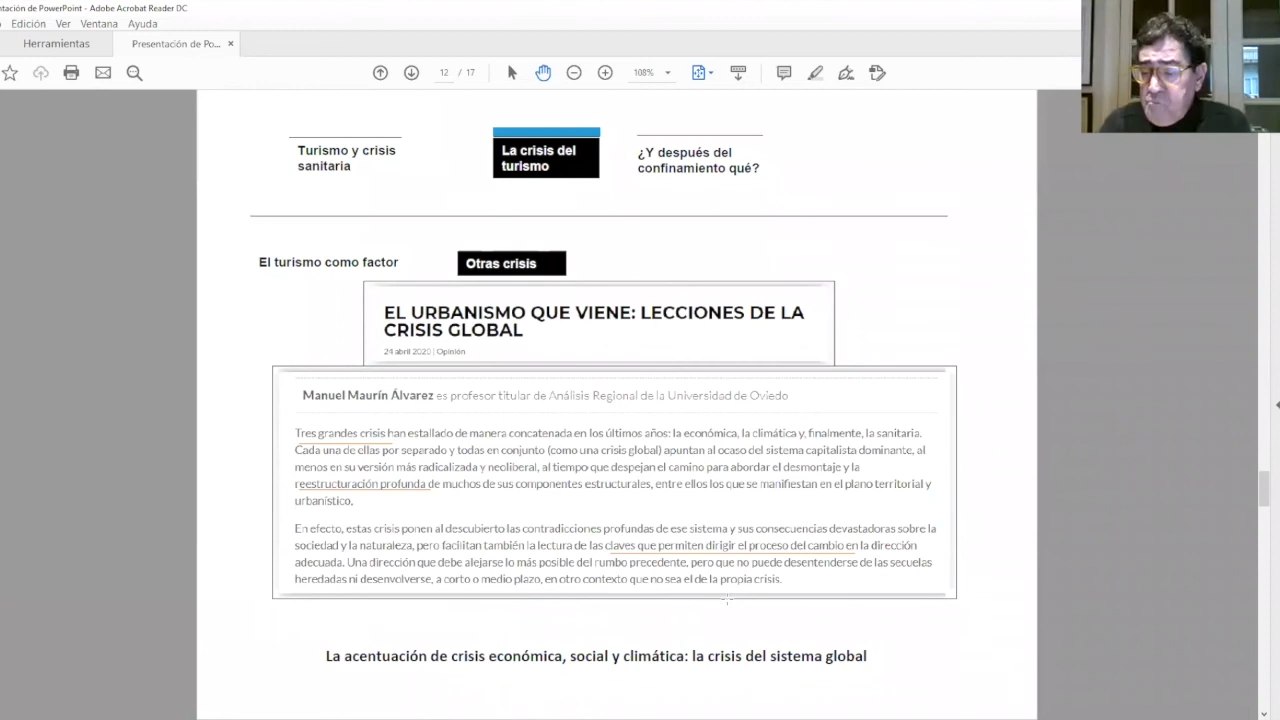 ntación de PowerPoint - Adobe Acrobat Reader DC
Edición Ver Ventana Ayuda
Herramientas Presentación de Po... ×
12 / 17 108%
Turismo y crisis
sanitaria
La crisis del
turismo
¿Y después del
confinamiento qué?
El turismo como factor
Otras crisis
EL URBANISMO QUE VIENE: LECCIONES DE LA
CRISIS GLOBAL
24 abril 2020 | Opinión
Manuel Maurín Álvarez es profesor titular de Análisis Regional de la Universidad de Oviedo
Tres grandes crisis han estallado de manera concatenada en los últimos años: la económica, la climática y, finalmente, la sanitaria.
Cada una de ellas por separado y todas en conjunto (como una crisis global) apuntan al ocaso del sistema capitalista dominante, al
menos en su versión más radicalizada y neoliberal, al tiempo que despejan el camino para abordar el desmontaje y la
reestructuración profunda de muchos de sus componentes estructurales, entre ellos los que se manifiestan en el plano territorial y
urbanístico.
En efecto, estas crisis ponen al descubierto las contradicciones profundas de ese sistema y sus consecuencias devastadoras sobre la
sociedad y la naturaleza, pero facilitan también la lectura de las claves que permiten dirigir el proceso del cambio en la dirección
adecuada. Una dirección que debe alejarse lo más posible del rumbo precedente, pero que no puede desentenderse de las secuelas
heredadas ni desenvolverse, a corto o medio plazo, en otro contexto que no sea el de la propia crisis.
La acentuación de crisis económica, social y climática: la crisis del sistema global